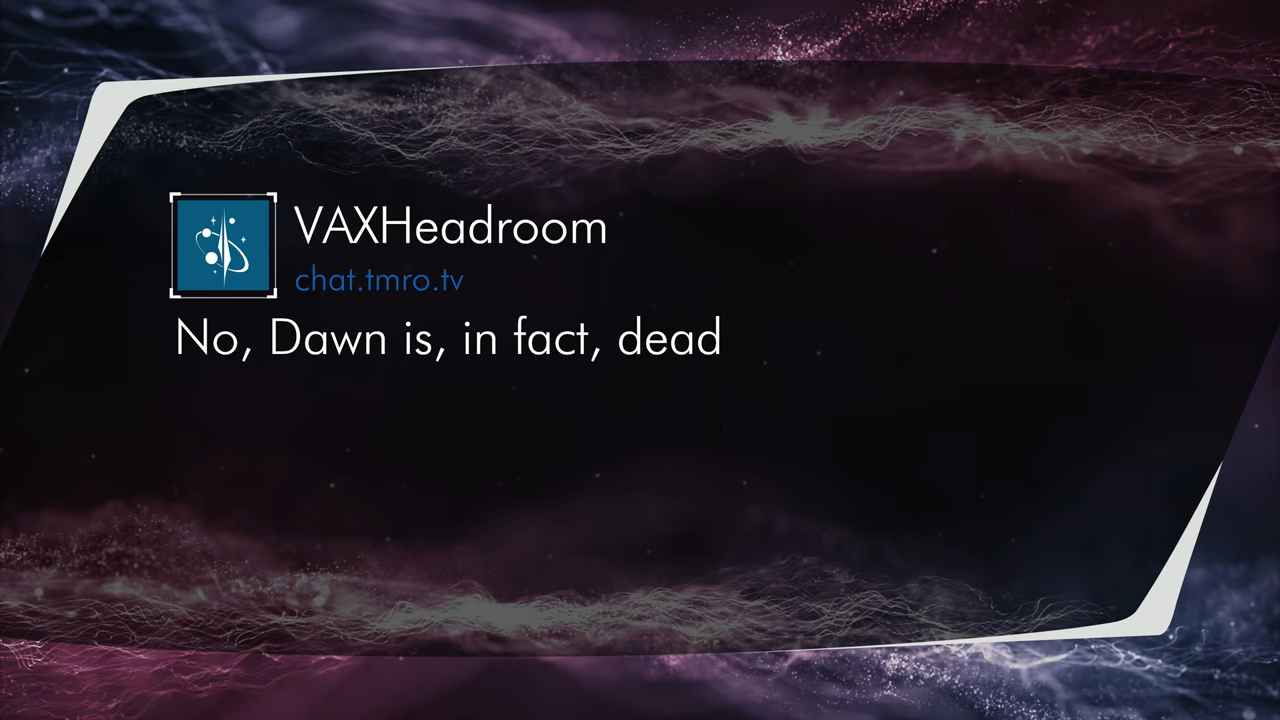 VAXHeadroom
chat.tmro.tv
No, Dawn is, in fact, dead